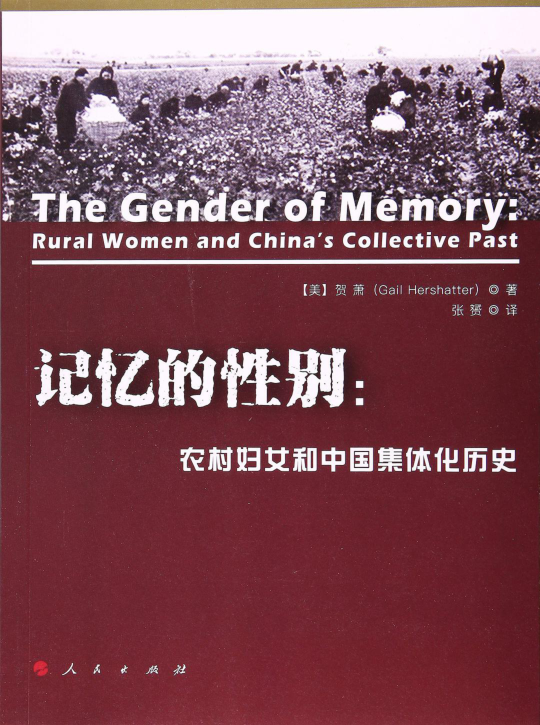 The Gender of Memory:
Rural Women and China's Collective Past
【美】贺 萧（Gail Hershatter）◎ 著
张 赟 ◎ 译
记忆的性别：
农村妇女和中国集体化历史
人民出版社